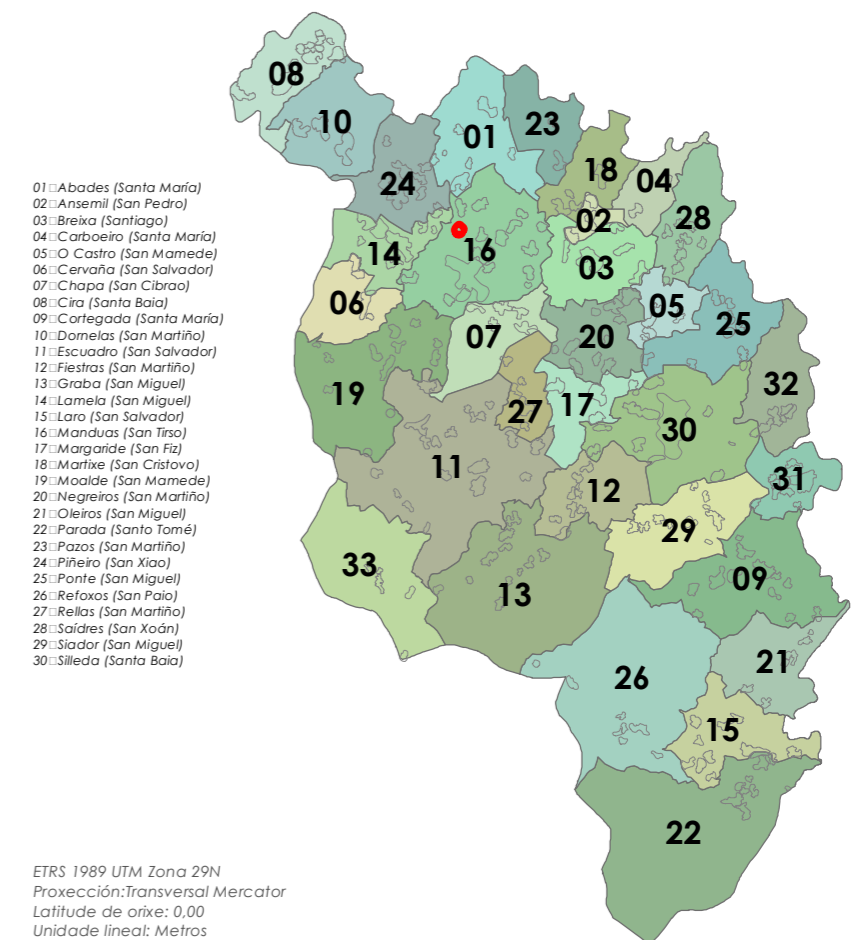 08
10
01
23
24
18
04
02
28
14
16
03
06
07
05
20
25
19
27
17
32
30
11
31
12
29
33
13
09
26
21
15
22
01□Abades (Santa María)
02□Ansemil (San Pedro)
03□Breixa (Santiago)
04□Carboeiro (Santa María)
05□O Castro (San Mamede)
06□Cervaña (San Salvador)
07□Chapa (San Cibrao)
08□Cira (Santa Baia)
09□Cortegada (Santa María)
10□Dornelas (San Martiño)
11□Escuadro (San Salvador)
12□Fiestras (San Martiño)
13□Graba (San Miguel)
14□Lamela (San Miguel)
15□Laro (San Salvador)
16□Manduas (San Tirso)
17□Margaride (San Fiz)
18□Martixe (San Cristovo)
19□Moalde (San Mamede)
20□Negreiros (San Martiño)
21□Oleiros (San Miguel)
22□Parada (Santo Tomé)
23□Pazos (San Martiño)
24□Piñeiro (San Xiao)
25□Ponte (San Miguel)
26□Refoxos (San Paio)
27□Rellas (San Martiño)
28□Saídres (San Xoán)
29□Siador (San Miguel)
30□Silleda (Santa Baia)
ETRS 1989 UTM Zona 29N
Proxección:Transversal Mercator
Latitude de orixe: 0,00
Unidade lineal: Metros